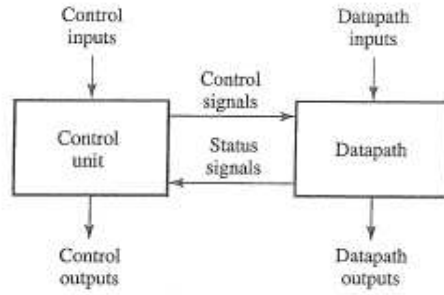 Control
inputs
Datapath
inputs
Control
signals
Control
unit
Status
signals
Datapath
Control
outputs
Datapath
outputs